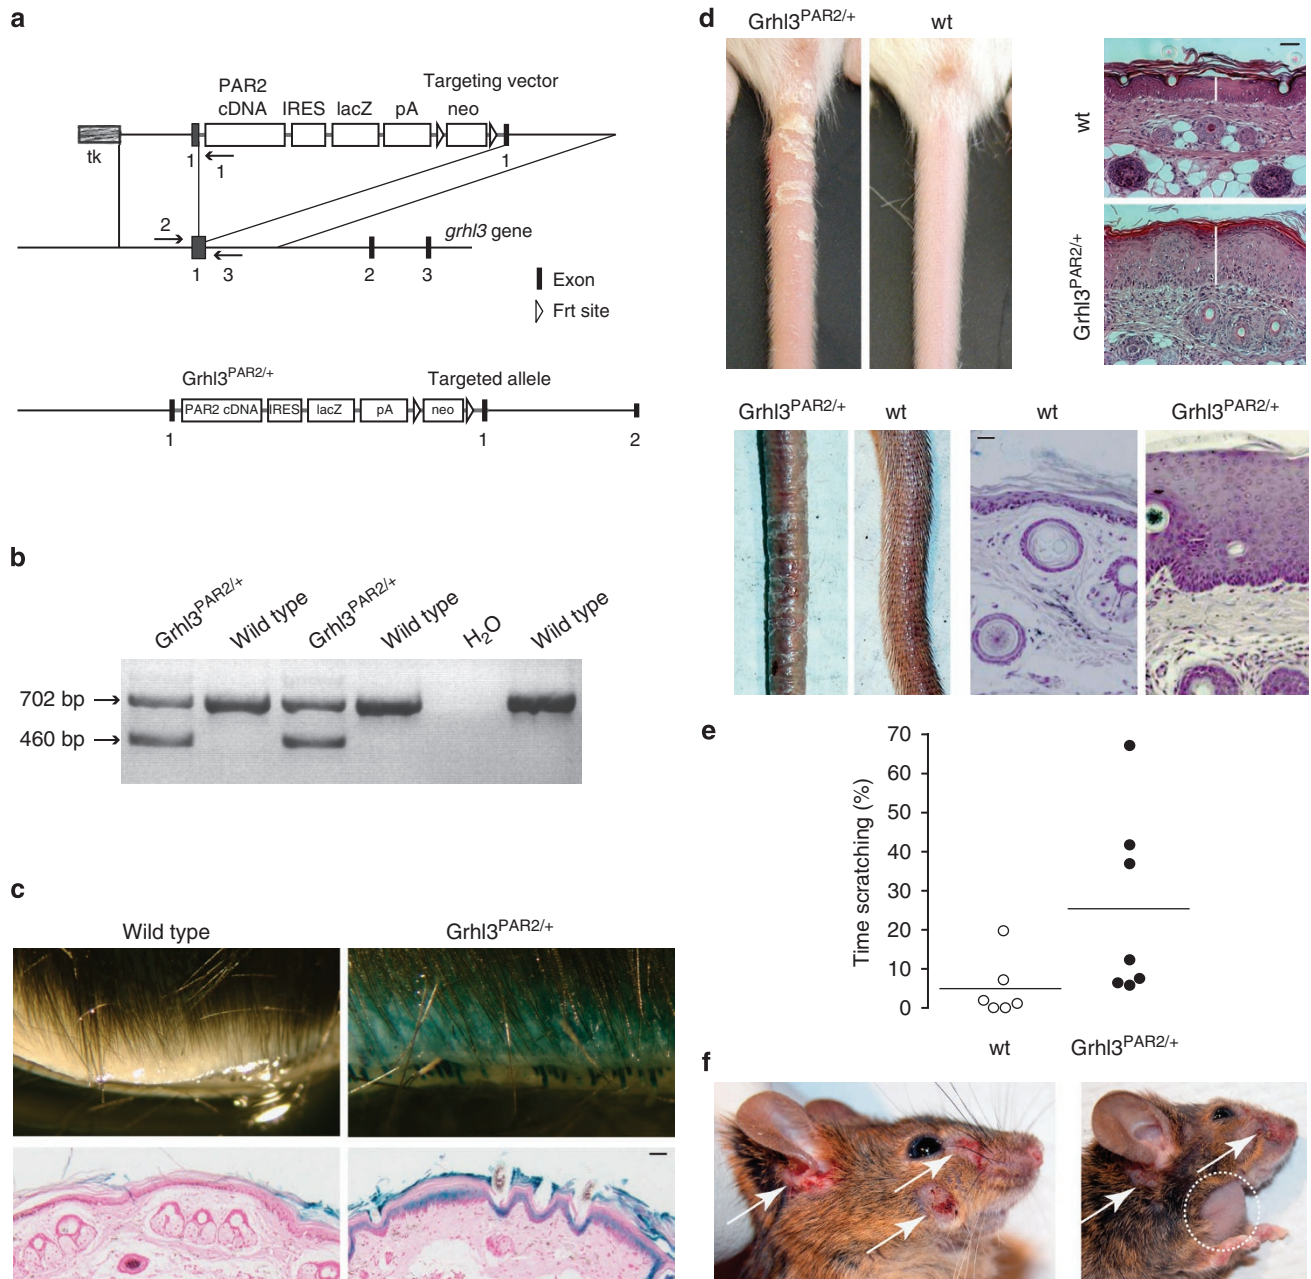 a
PAR2
cDNA
IRES
lacZ
pA
Targeting vector
neo
tk
1
1
1
2
grhl3 gene
1
3
2
3
Exon
Frt site
Grhl3PAR2/+
Targeted allele
PAR2 cDNA
IRES
lacZ
pA
neo
1
1
2
b
Grhl3PAR2/+
Wild type
Grhl3PAR2/+
Wild type
H2O
Wild type
702 bp
460 bp
c
Wild type
Grhl3PAR2/+
d
Grhl3PAR2/+
wt
wt
Grhl3PAR2/+
Grhl3PAR2/+
wt
wt
Grhl3PAR2/+
e
Time scratching (%)
70
60
50
40
30
20
10
0
wt
Grhl3PAR2/+
f